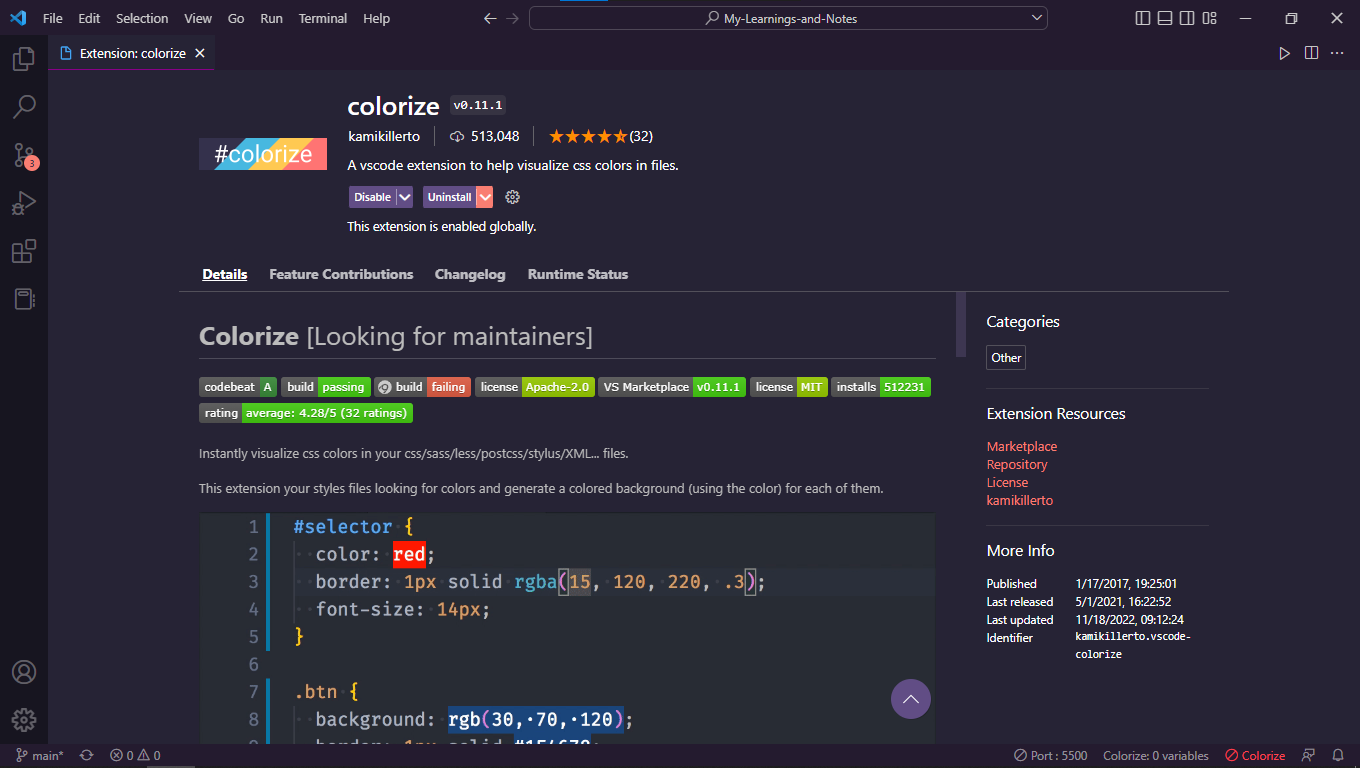 File Edit Selection View Go Run Terminal Help My-Learnings-and-Notes
Extension: colorize
3
#colorize
colorize v0.11.1
kamikillerto 513,048 (32)
A vscode extension to help visualize css colors in files.
Disable Uninstall
This extension is enabled globally.
Details Feature Contributions Changelog Runtime Status
Colorize [Looking for maintainers]
codebeat A build passing build failing license Apache-2.0 VS Marketplace v0.11.1 license MIT installs 512231
rating average: 4.28/5 (32 ratings)
Instantly visualize css colors in your css/sass/less/postcss/stylus/XML... files.
This extension your styles files looking for colors and generate a colored background (using the color) for each of them.
1 #selector {
2 color: red;
3 border: 1px solid rgba(15, 120, 220, .3);
4 font-size: 14px;
5 }
6
7 .btn {
8 background: rgb(30,·70,·120);
Categories
Other
Extension Resources
Marketplace
Repository
License
kamikillerto
More Info
Published 1/17/2017, 19:25:01
Last released 5/1/2021, 16:22:52
Last updated 11/18/2022, 09:12:24
Identifier kamikillerto.vscode-
colorize
main* 0 0 Port : 5500 Colorize: 0 variables Colorize